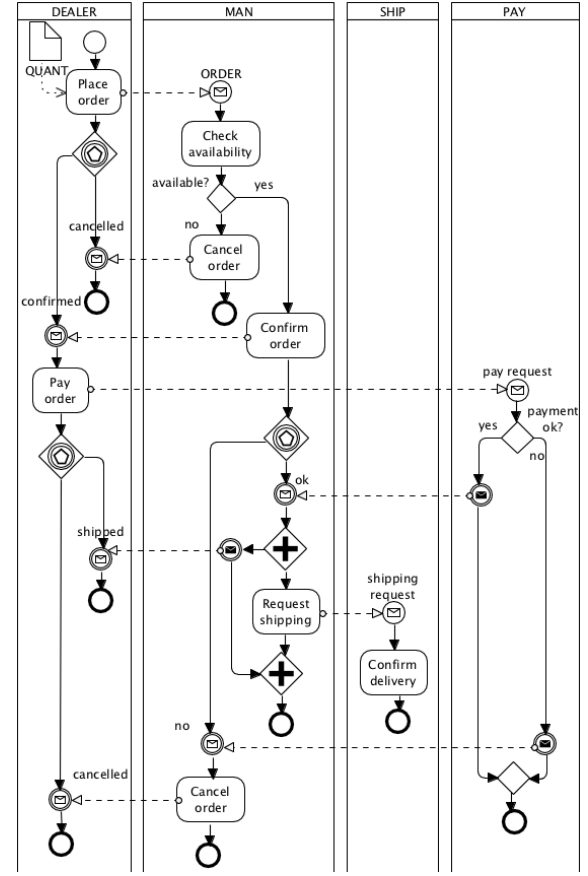 DEALER
MAN
SHIP
PAY
QUANT
Place
order
ORDER
Check
availability
available?
yes
no
cancelled
Cancel
order
confirmed
Confirm
order
Pay
order
pay request
payment
ok?
yes
no
ok
shipped
Request
shipping
shipping
request
Confirm
delivery
no
cancelled
Cancel
order